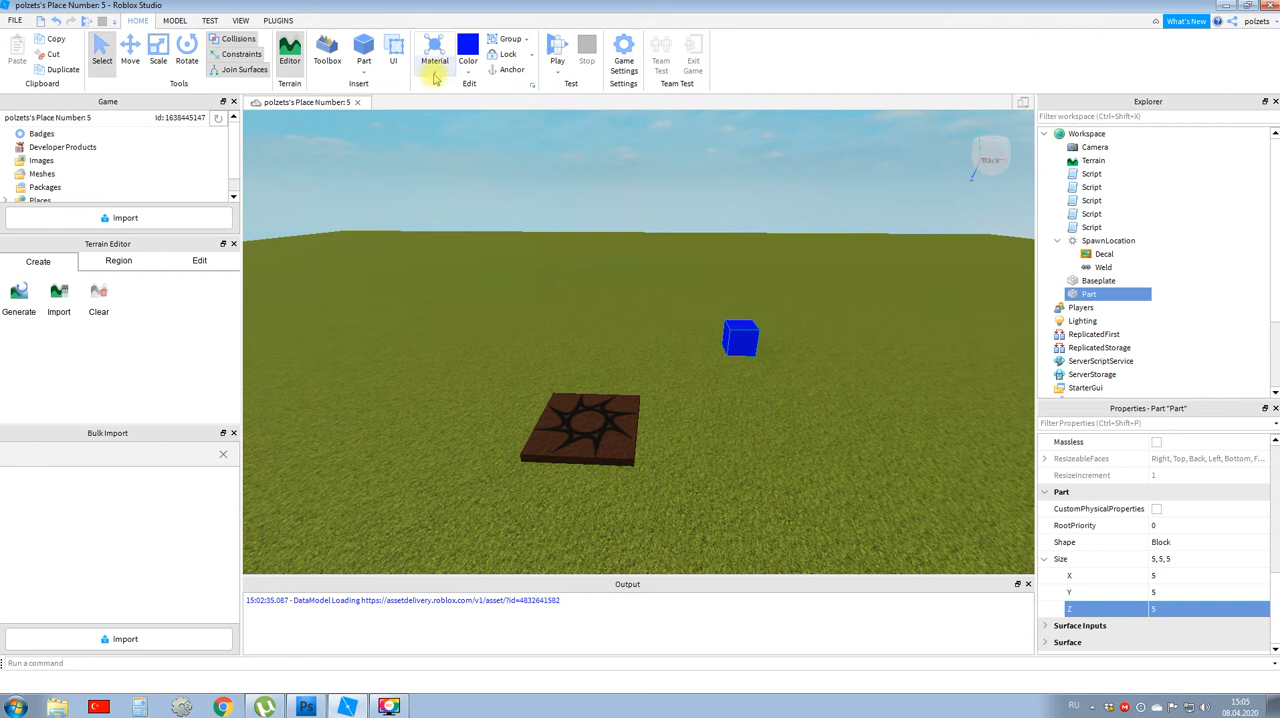 polzets's Place Number: 5 - Roblox Studio
FILE HOME MODEL TEST VIEW PLUGINS What's New polzets
Paste Copy Cut Duplicate Select Move Scale Rotate Collisions Constraints Join Surfaces Editor Toolbox Part UI Material Color Group Lock Anchor Play Stop Game Settings Team Test Exit Game
Clipboard Tools Terrain Insert Edit Test Settings Team Test
Game
polzets's Place Number: 5 Id: 1638445147
Badges
Developer Products
Images
Meshes
Packages
Places
Import
Terrain Editor
Create Region Edit
Generate Import Clear
Bulk Import
Import
polzets's Place Number: 5
Back
Z
Output
15:02:35.087 - DataModel Loading https://assetdelivery.roblox.com/v1/asset/?id=4832641582
Explorer
Filter workspace (Ctrl+Shift+X)
Workspace
Camera
Terrain
Script
Script
Script
Script
Script
SpawnLocation
Decal
Weld
Baseplate
Part
Players
Lighting
ReplicatedFirst
ReplicatedStorage
ServerScriptService
ServerStorage
StarterGui
Properties - Part "Part"
Filter Properties (Ctrl+Shift+P)
Massless
ResizeableFaces Right, Top, Back, Left, Bottom, F...
ResizeIncrement 1
Part
CustomPhysicalProperties
RootPriority 0
Shape Block
Size 5,5,5
X 5
Y 5
Z 5
Surface Inputs
Surface
Run a command
Ps
RU
15:05
08.04.2020